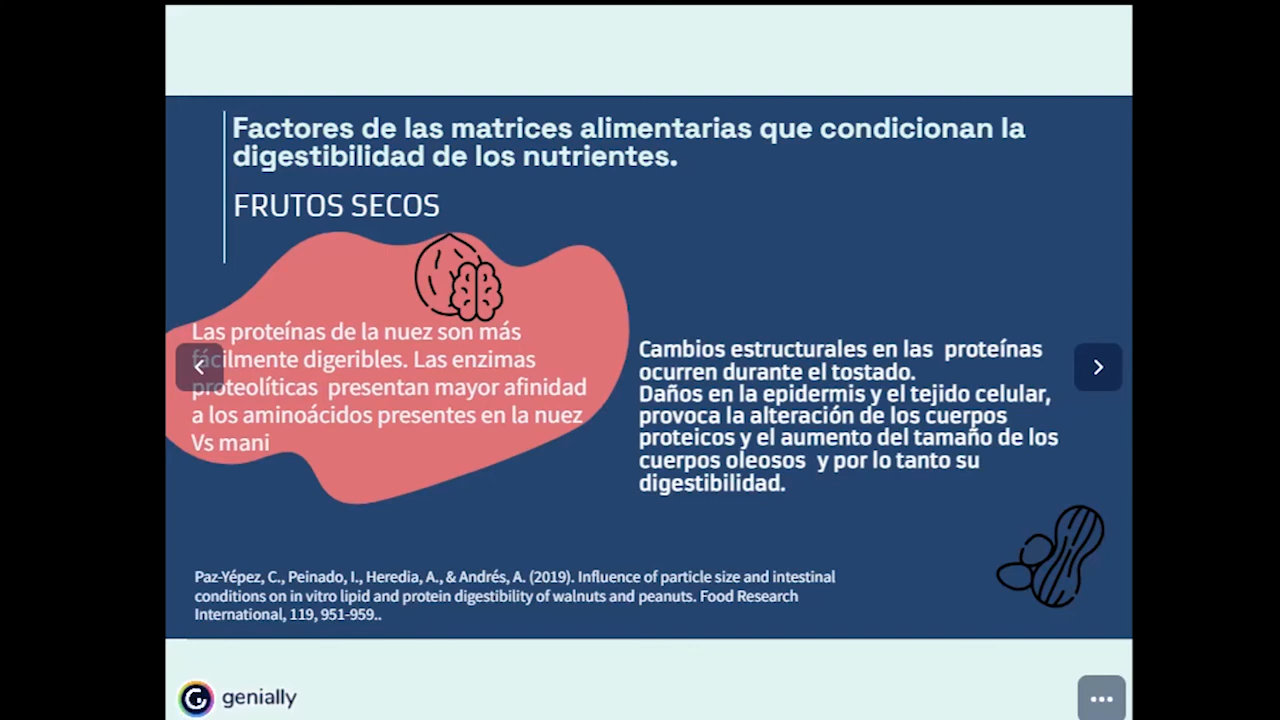 Factores de las matrices alimentarias que condicionan la
digestibilidad de los nutrientes.
FRUTOS SECOS
Las proteínas de la nuez son más
fácilmente digeribles. Las enzimas
proteolíticas presentan mayor afinidad
a los aminoácidos presentes en la nuez
Vs mani
Cambios estructurales en las proteínas
ocurren durante el tostado.
Daños en la epidermis y el tejido celular,
provoca la alteración de los cuerpos
proteicos y el aumento del tamaño de los
cuerpos oleosos y por lo tanto su
digestibilidad.
Paz-Yépez, C., Peinado, I., Heredia, A., & Andrés, A. (2019). Influence of particle size and intestinal
conditions on in vitro lipid and protein digestibility of walnuts and peanuts. Food Research
International, 119, 951-959..
genially